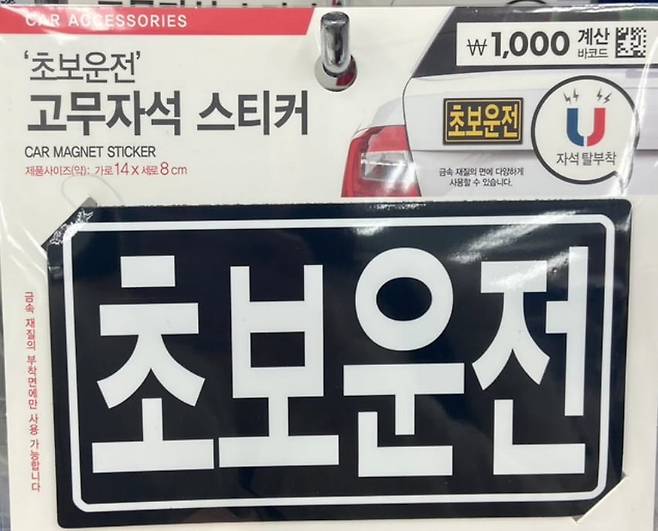 CAR ACCESSORIES
'초보운전'
고무자석 스티커
CAR MAGNET STICKER
제품사이즈(약): 가로 14 x 세로 8 cm
₩1,000 계산
바코드
초보운전
자석 탈부착
금속 재질의 면에 다양하게
사용할 수 있습니다.
초보운전
금속 재질의 부착면에만 사용 가능합니다